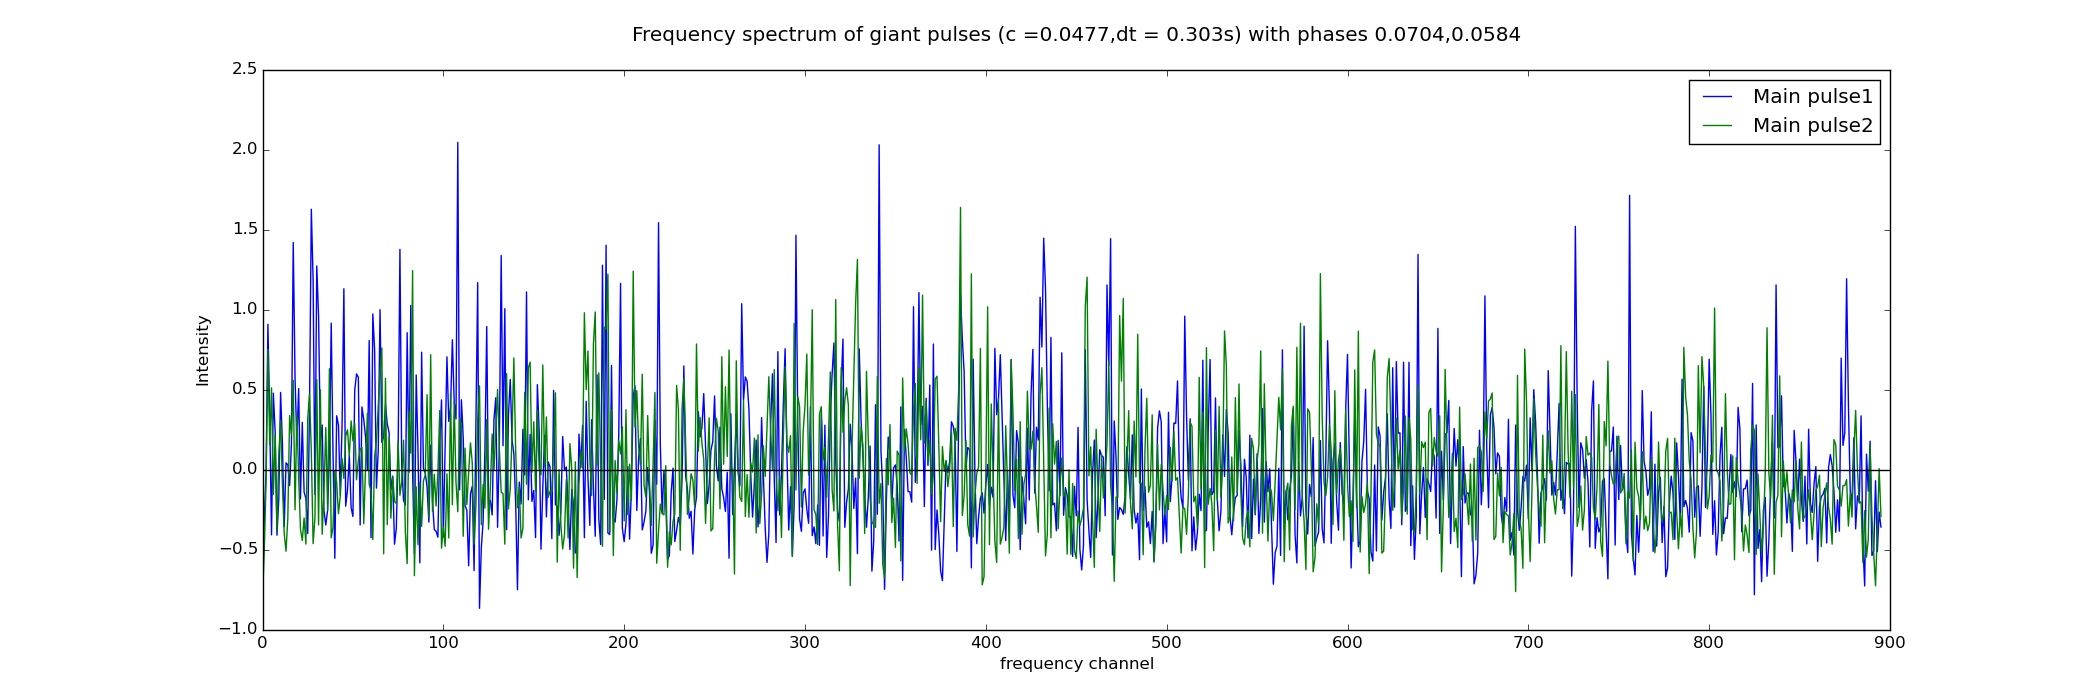 Frequency spectrum of giant pulses (c =0.0477,dt = 0.303s) with phases 0.0704,0.0584
2.5
2.0
1.5
1.0
0.5
0.0
−0.5
−1.0
Intensity
Main pulse1
Main pulse2
0 100 200 300 400 500 600 700 800 900
frequency channel